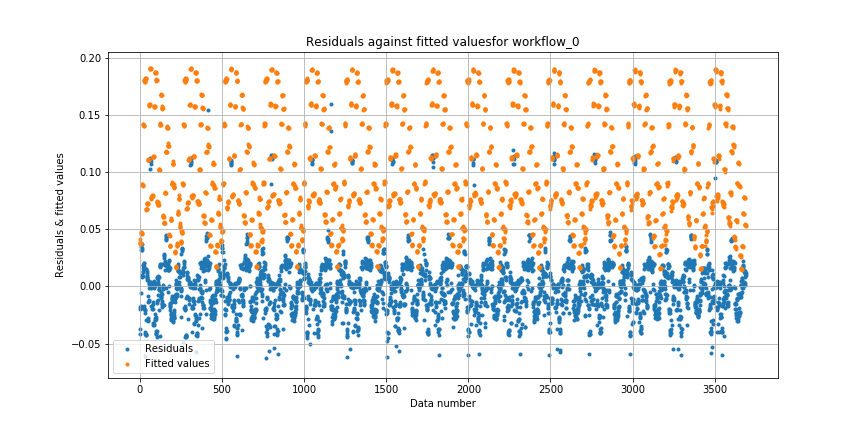 Residuals against fitted valuesfor workflow_0
Residuals & fitted values
0.20
0.15
0.10
0.05
0.00
−0.05
Residuals
Fitted values
0
500
1000
1500
2000
2500
3000
3500
Data number